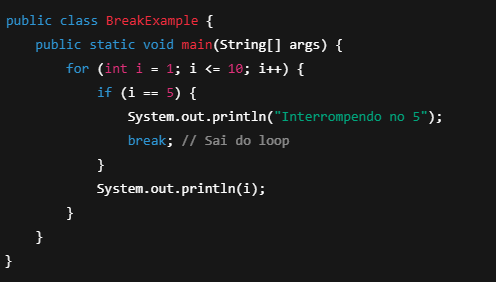 public class BreakExample {
    public static void main(String[] args) {
        for (int i = 1; i <= 10; i++) {
            if (i == 5) {
                System.out.println("Interrompendo no 5");
                break; // Sai do loop
            }
            System.out.println(i);
        }
    }
}